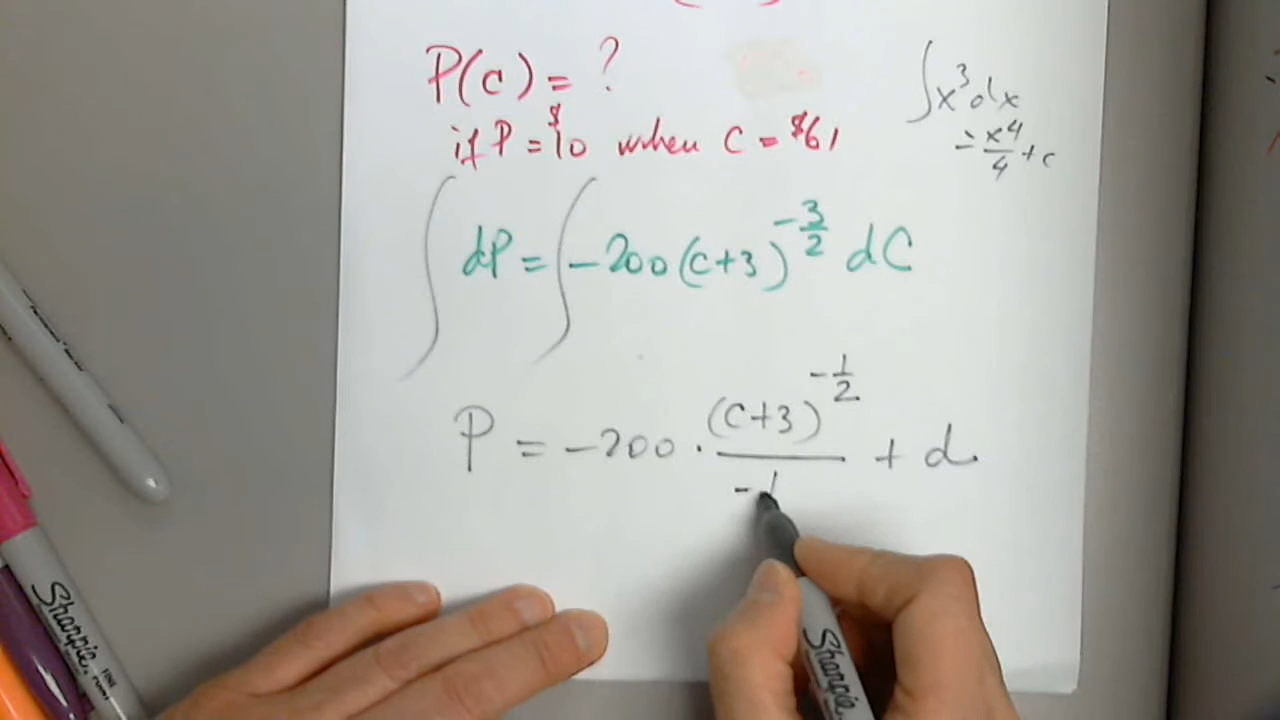 P(C) = ?
if P = $10 when C = $61
∫x³dx
= x⁴/4 + c
∫ dP = ∫ -200(C+3)^(-3/2) dC
P = -200 · (C+3)^(-1/2) / -1 + d
Sharpie
FINE
Sharpie